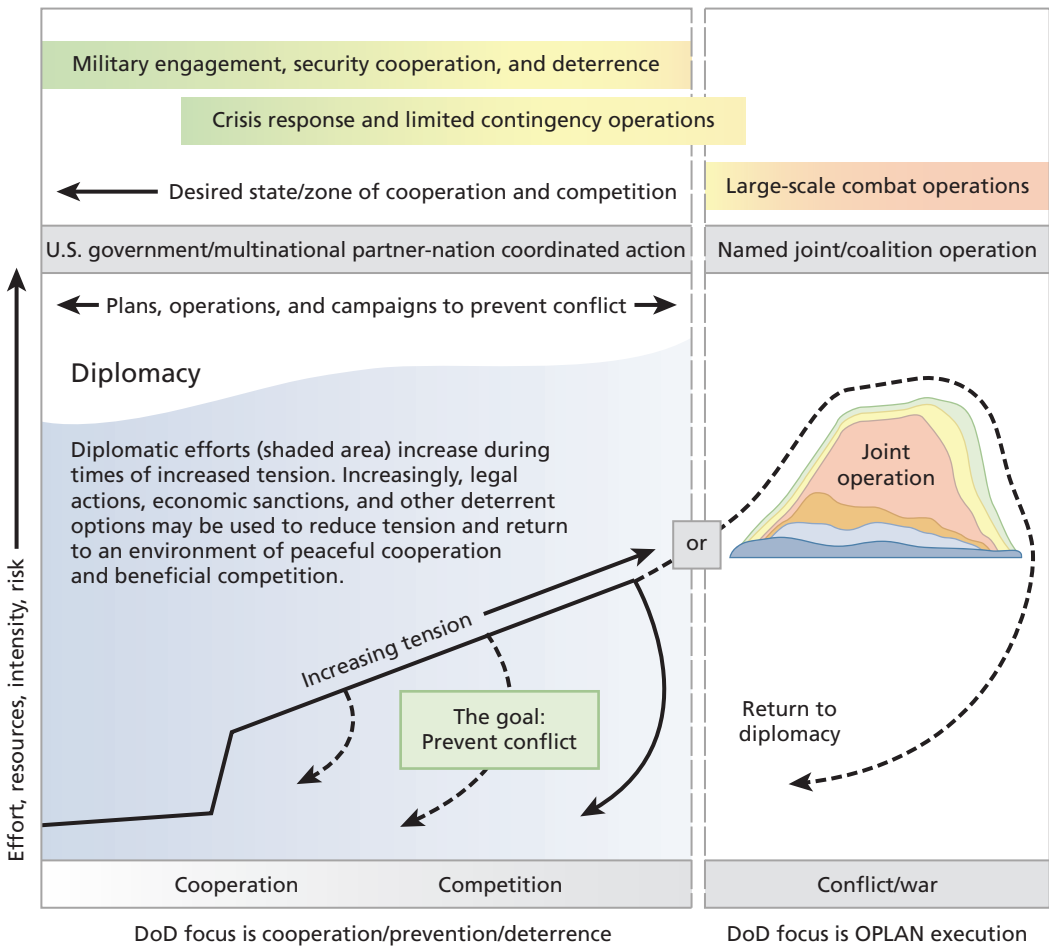 Military engagement, security cooperation, and deterrence
Crisis response and limited contingency operations
Desired state/zone of cooperation and competition
Large-scale combat operations
U.S. government/multinational partner-nation coordinated action
Named joint/coalition operation
Plans, operations, and campaigns to prevent conflict
Diplomacy
Diplomatic efforts (shaded area) increase during
times of increased tension. Increasingly, legal
actions, economic sanctions, and other deterrent
options may be used to reduce tension and return
to an environment of peaceful cooperation
and beneficial competition.
Joint
operation
or
Increasing tension
The goal:
Prevent conflict
Return to
diplomacy
Effort, resources, intensity, risk
Cooperation
Competition
Conflict/war
DoD focus is cooperation/prevention/deterrence
DoD focus is OPLAN execution